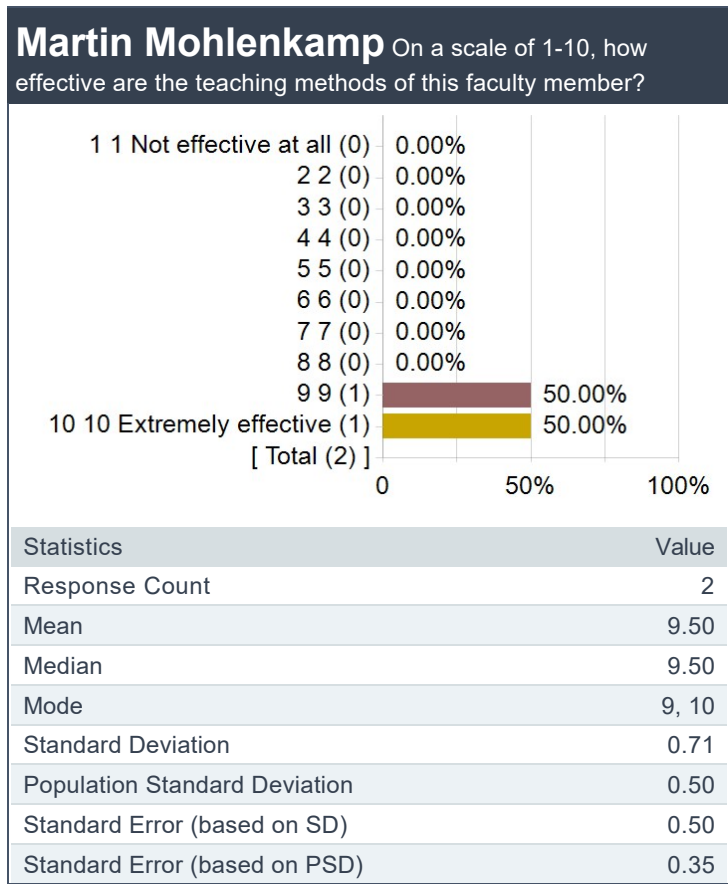 Martin Mohlenkamp On a scale of 1-10, how
effective are the teaching methods of this faculty member?
1 1 Not effective at all (0) 0.00%
2 2 (0) 0.00%
3 3 (0) 0.00%
4 4 (0) 0.00%
5 5 (0) 0.00%
6 6 (0) 0.00%
7 7 (0) 0.00%
8 8 (0) 0.00%
9 9 (1) 50.00%
10 10 Extremely effective (1) 50.00%
[ Total (2) ]
0 50% 100%
Statistics Value
Response Count 2
Mean 9.50
Median 9.50
Mode 9, 10
Standard Deviation 0.71
Population Standard Deviation 0.50
Standard Error (based on SD) 0.50
Standard Error (based on PSD) 0.35